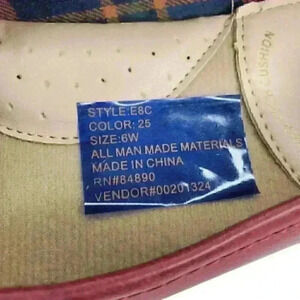 CUSHION
STYLE:E8C
COLOR: 25
SIZE:6W
ALL MAN MADE MATERIALS
MADE IN CHINA
RN#84890
VENDOR#00201324